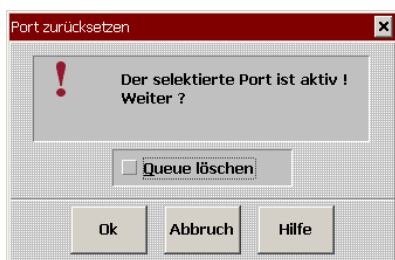 Port zurücksetzen
Der selektierte Port ist aktiv !
Weiter ?
Queue löschen
Ok Abbruch Hilfe